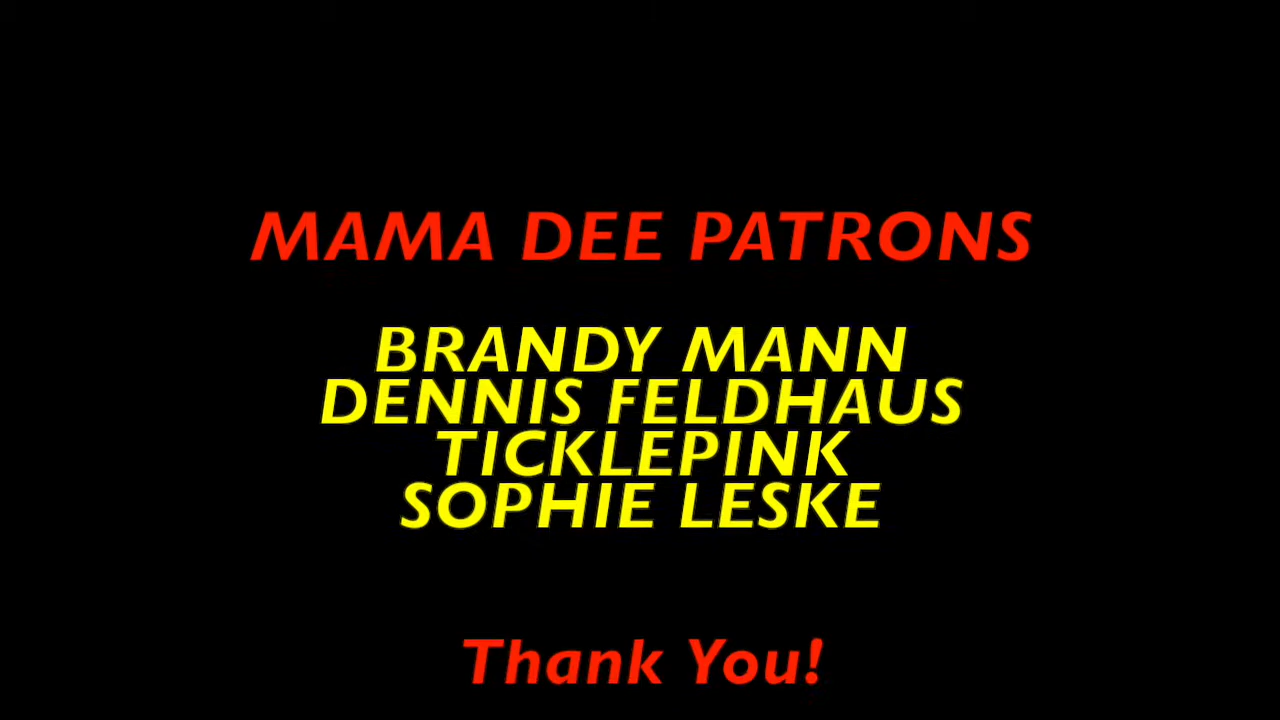 MAMA DEE PATRONS
BRANDY MANN
DENNIS FELDHAUS
TICKLEPINK
SOPHIE LESKE
Thank You!